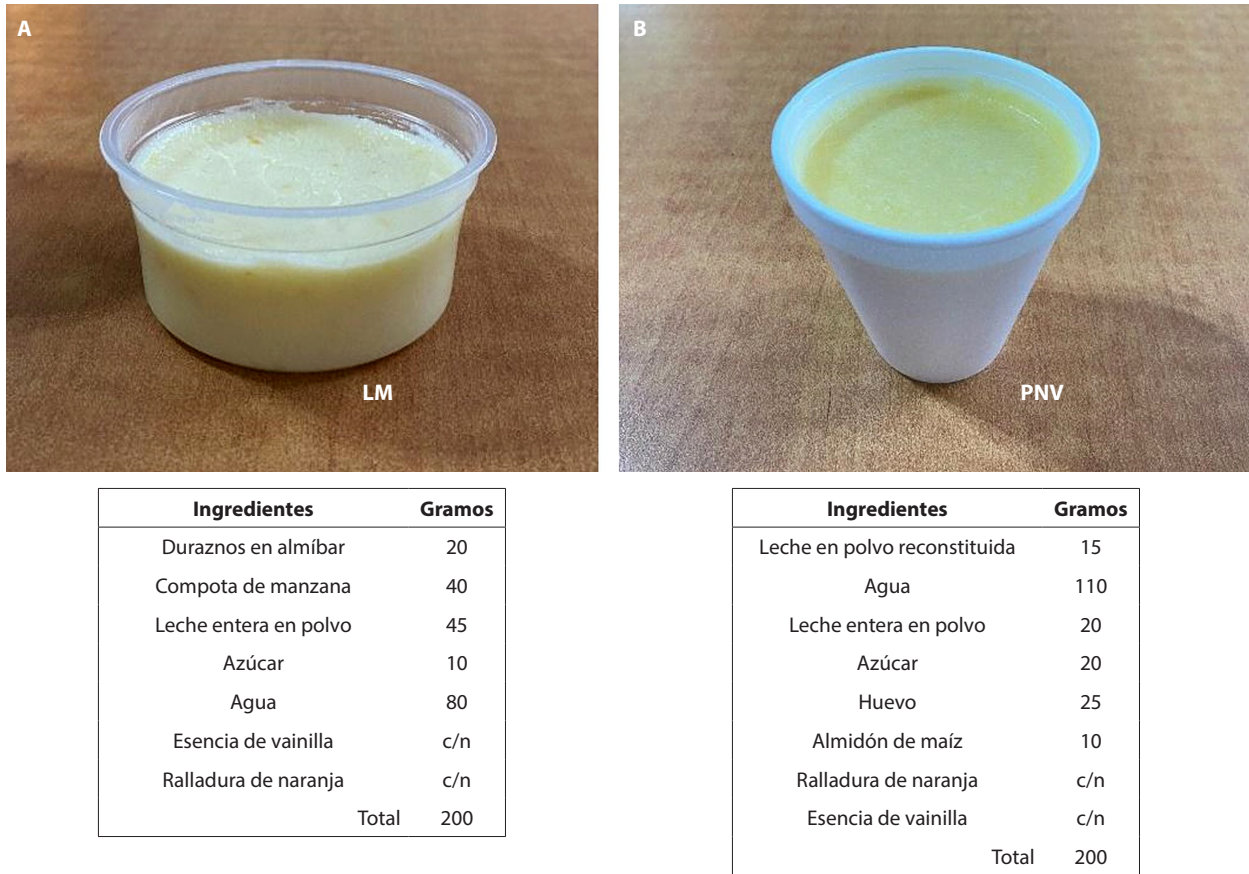 A
LM
B
PNV
Ingredientes Gramos
Duraznos en almíbar 20
Compota de manzana 40
Leche entera en polvo 45
Azúcar 10
Agua 80
Esencia de vainilla c/n
Ralladura de naranja c/n
Total 200
Ingredientes Gramos
Leche en polvo reconstituida 15
Agua 110
Leche entera en polvo 20
Azúcar 20
Huevo 25
Almidón de maíz 10
Ralladura de naranja c/n
Esencia de vainilla c/n
Total 200